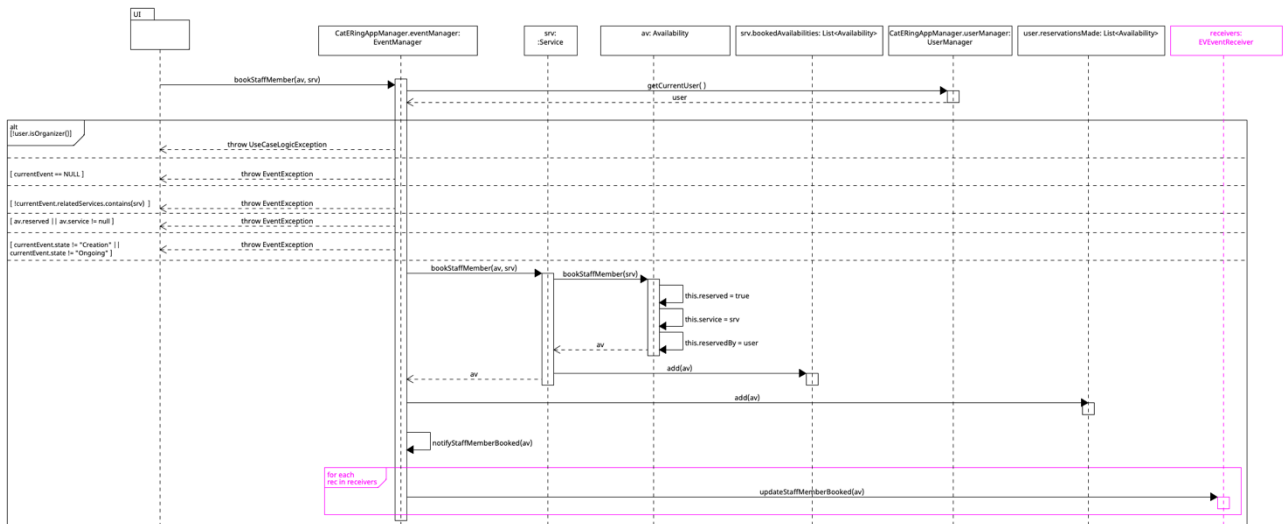 UI
CatERingAppManager.eventManager:
EventManager
srv:
:Service
av: Availability
srv.bookedAvailabilities: List<Availability>
CatERingAppManager.userManager:
UserManager
user.reservationsMade: List<Availability>
receivers:
EVEventReceiver
bookStaffMember(av, srv)
getCurrentUser( )
user
alt
[!user.isOrganizer()]
throw UseCaseLogicException
[ currentEvent == NULL ]
throw EventException
[ !currentEvent.relatedServices.contains(srv)  ]
throw EventException
[ av.reserved || av.service != null ]
throw EventException
[ currentEvent.state != "Creation" ||
currentEvent.state != "Ongoing" ]
throw EventException
bookStaffMember(av, srv)
bookStaffMember(srv)
this.reserved = true
this.service = srv
this.reservedBy = user
av
add(av)
av
add(av)
notifyStaffMemberBooked(av)
for each
rec in receivers
updateStaffMemberBooked(av)